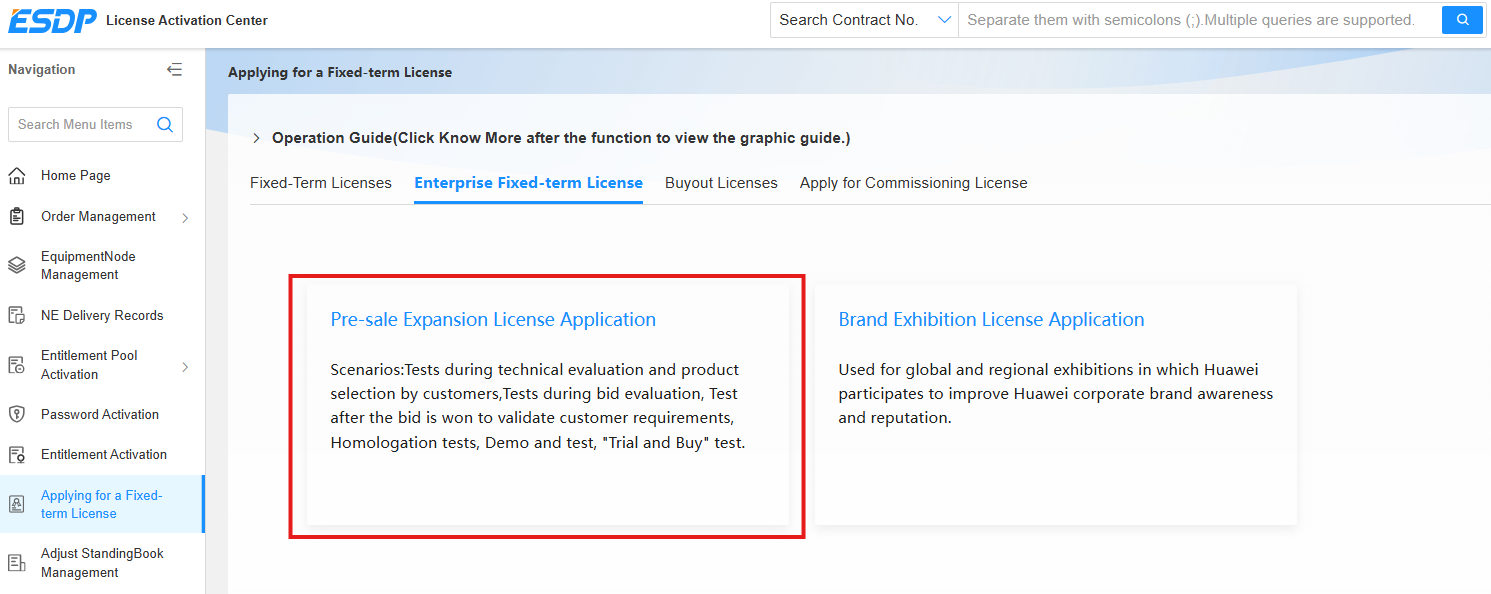 ESDP License Activation Center
Search Contract No.
Separate them with semicolons (;).Multiple queries are supported.
Navigation
Search Menu Items
Home Page
Order Management
EquipmentNode
Management
NE Delivery Records
Entitlement Pool
Activation
Password Activation
Entitlement Activation
Applying for a Fixed-
term License
Adjust StandingBook
Management
Applying for a Fixed-term License
Operation Guide(Click Know More after the function to view the graphic guide.)
Fixed-Term Licenses
Enterprise Fixed-term License
Buyout Licenses
Apply for Commissioning License
Pre-sale Expansion License Application
Scenarios:Tests during technical evaluation and product
selection by customers,Tests during bid evaluation, Test
after the bid is won to validate customer requirements,
Homologation tests, Demo and test, "Trial and Buy" test.
Brand Exhibition License Application
Used for global and regional exhibitions in which Huawei
participates to improve Huawei corporate brand awareness
and reputation.